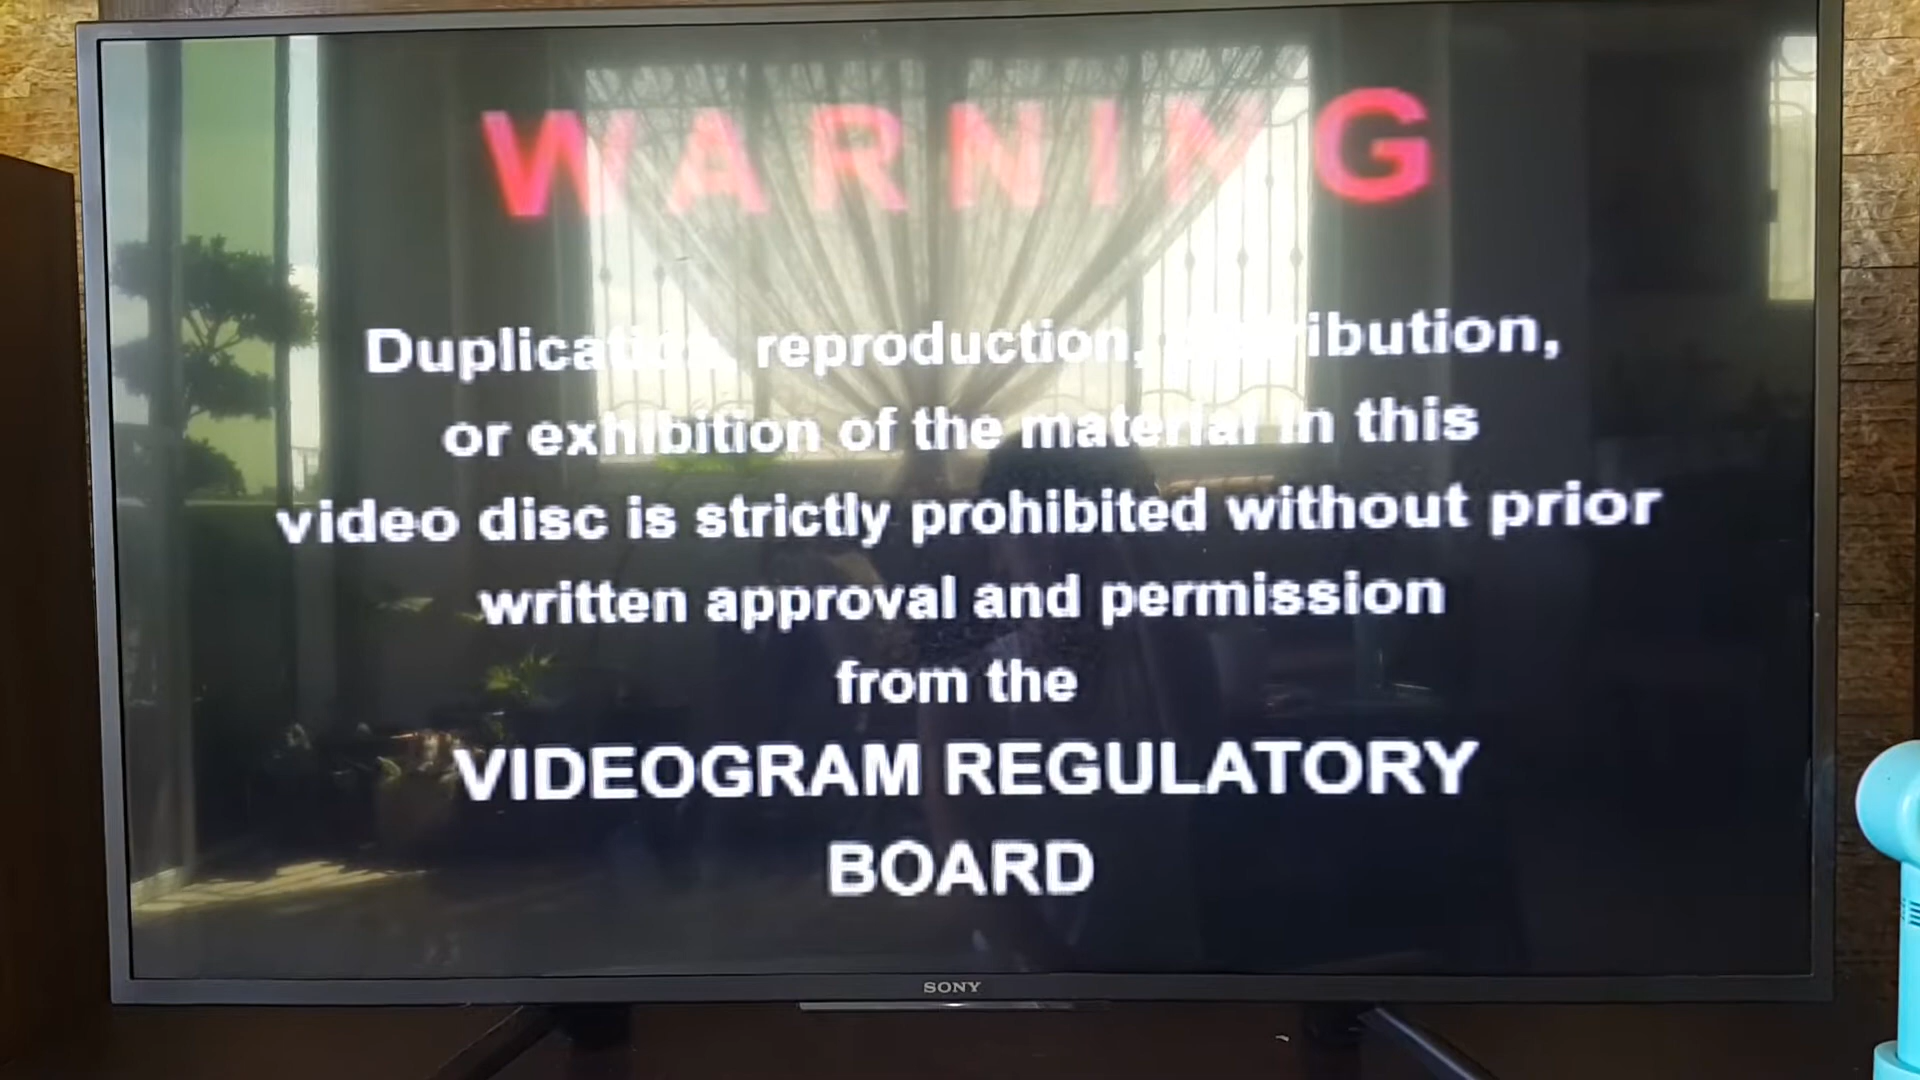 WARNING
Duplication, reproduction, distribution,
or exhibition of the material in this
video disc is strictly prohibited without prior
written approval and permission
from the
VIDEOGRAM REGULATORY
BOARD
SONY